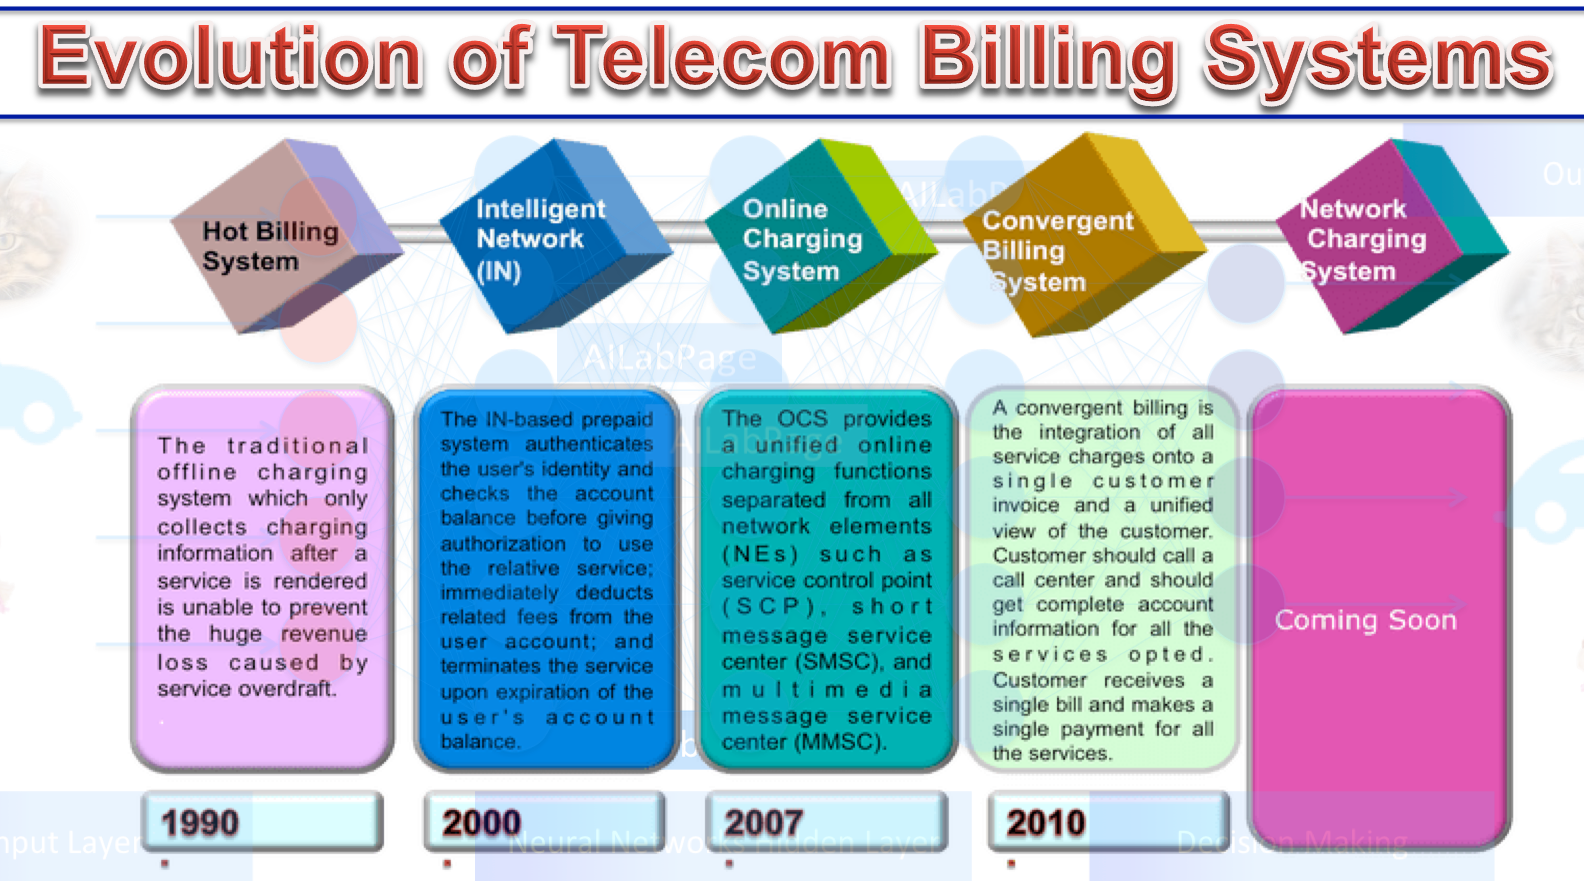 Evolution of Telecom Billing Systems
Hot Billing
System
Intelligent
Network
(IN)
Online
Charging
System
Convergent
Billing
System
Network
Charging
System
AILabP
AILabPage
The traditional
offline charging
system which only
collects charging
information after a
service is rendered
is unable to prevent
the huge revenue
loss caused by
service overdraft.
.
The IN-based prepaid
system authenticates
the user's identity and
checks the account
balance before giving
authorization to use
the relative service;
immediately deducts
related fees from the
user account; and
terminates the service
upon expiration of the
user's account
balance.
The OCS provides
a unified online
charging functions
separated from all
network elements
(NEs) such as
service control point
(SCP), short
message service
center (SMSC), and
multimedia
message service
center (MMSC).
AILabPage
A convergent billing is
the integration of all
service charges onto a
single customer
invoice and a unified
view of the customer.
Customer should call a
call center and should
get complete account
information for all the
services opted.
Customer receives a
single bill and makes a
single payment for all
the services.
Coming Soon
1990
2000
2007
2010
nput Layer
Neural Networks Hidden Layer
Decision Making
Ou